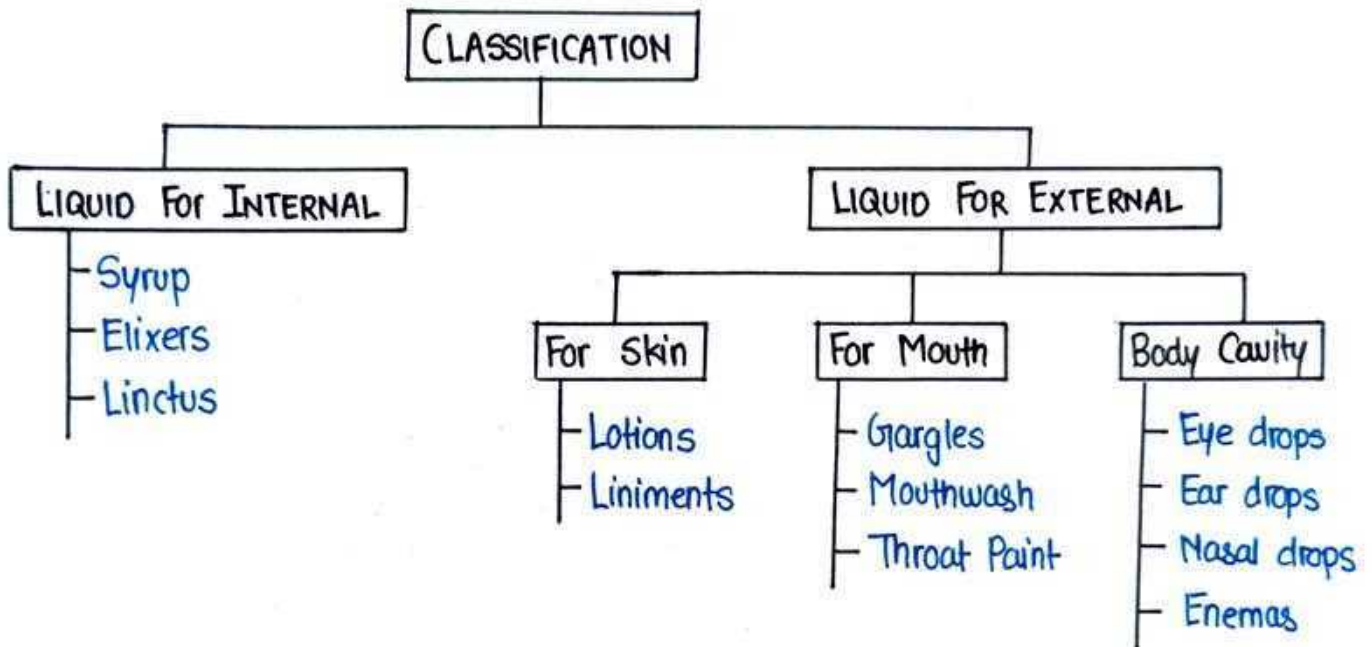 CLASSIFICATION
LIQUID For INTERNAL
Syrup
Elixers
Linctus
LIQUID FOR EXTERNAL
For Skin
Lotions
Liniments
For Mouth
Gargles
Mouthwash
Throat Paint
Body Cavity
Eye drops
Ear drops
Nasal drops
Enemas